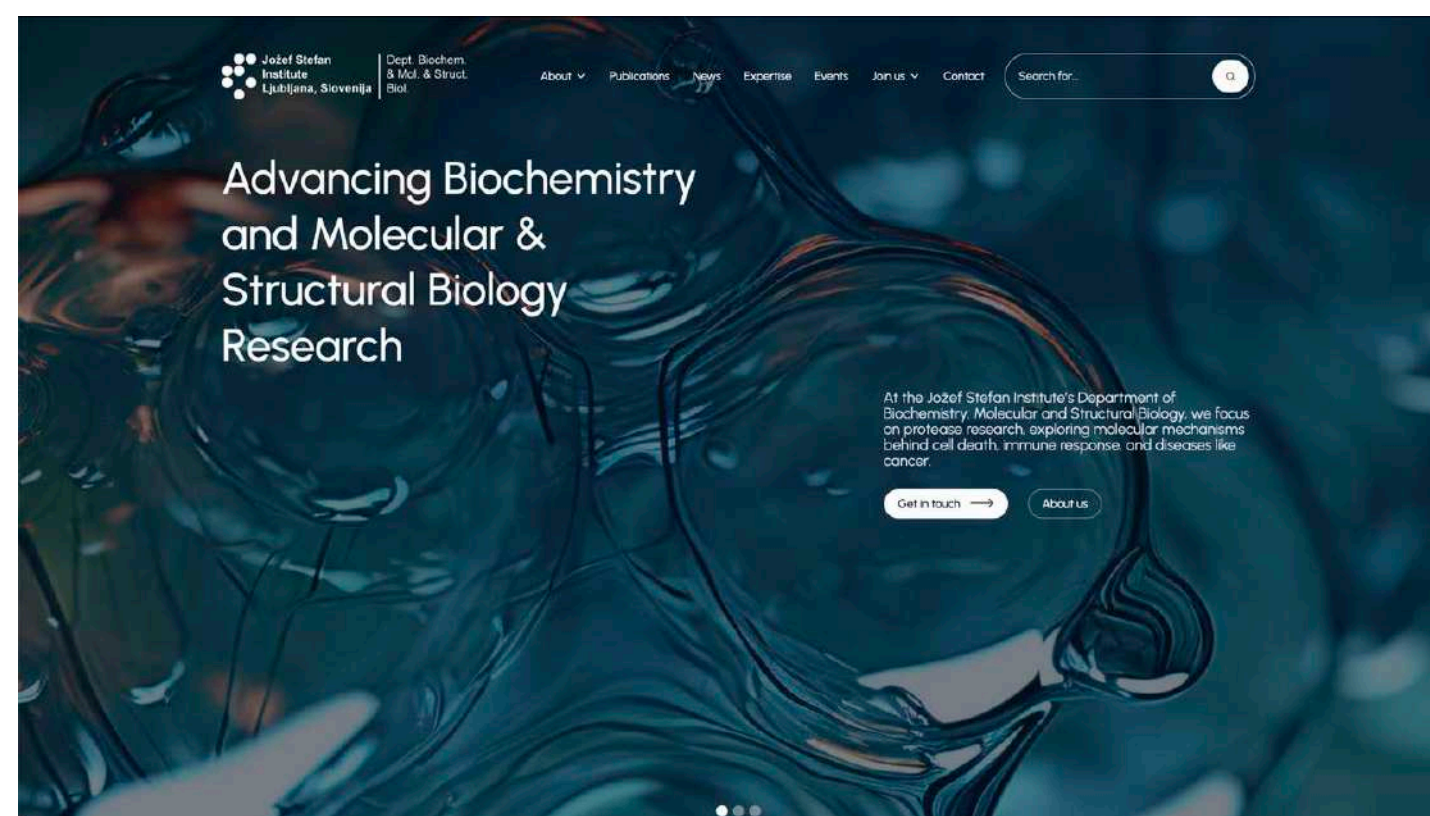 Jožef Stefan
Institute
Ljubljana, Slovenija
Dept. Biochem.
& Mol. & Struct.
Biol.
About
Publications
News
Expertise
Events
Join us
Contact
Search for...
Advancing Biochemistry
and Molecular &
Structural Biology
Research
At the Jožef Stefan Institute's Department of
Biochemistry, Molecular and Structural Biology, we focus
on protease research, exploring molecular mechanisms
behind cell death, immune response, and diseases like
cancer.
Get in touch
About us